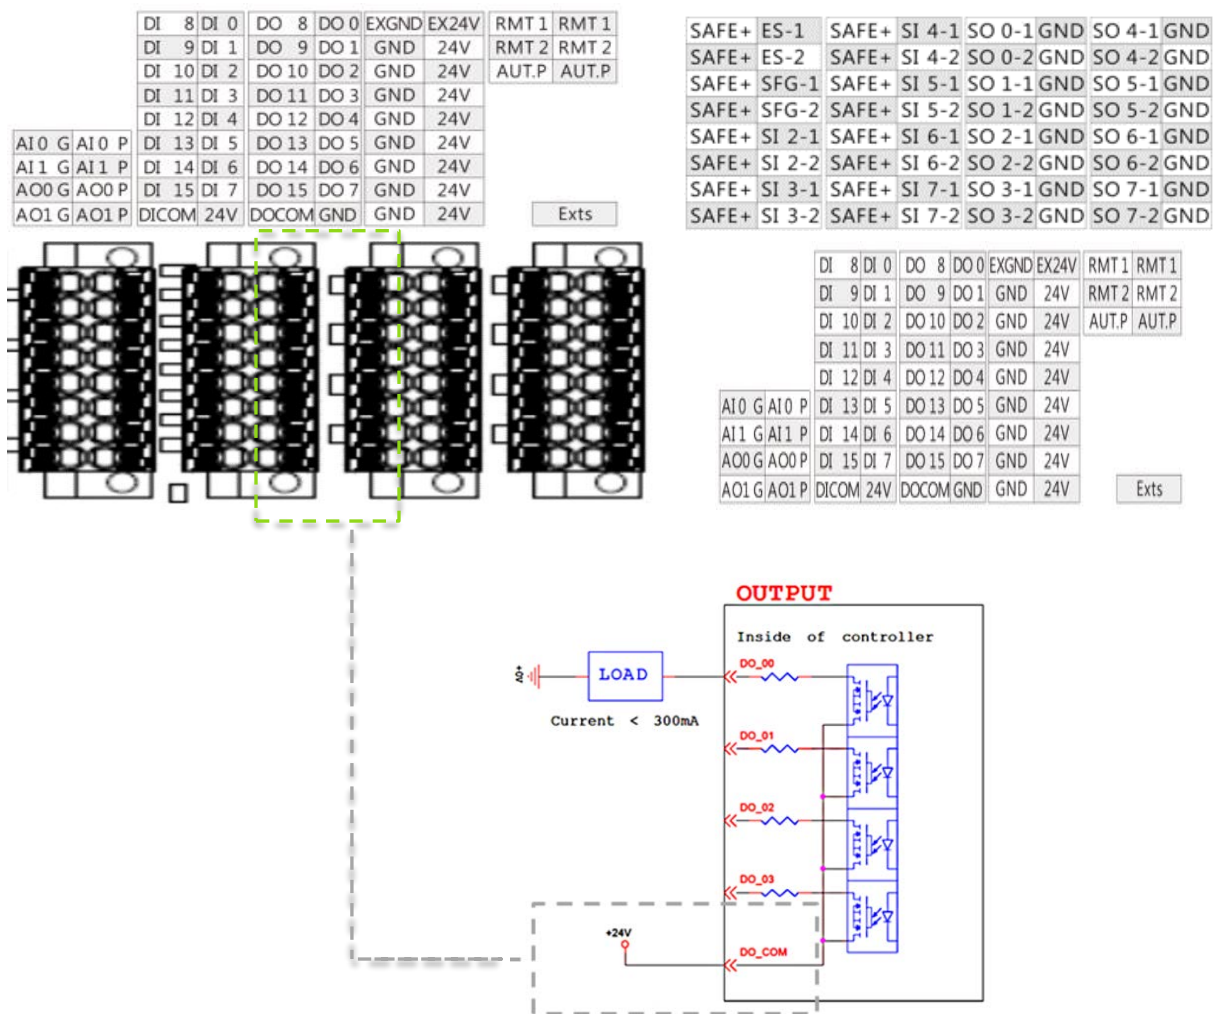 DI 8 DI 0 DO 8 DO 0 EXGND EX24V RMT 1 RMT 1
DI 9 DI 1 DO 9 DO 1 GND 24V RMT 2 RMT 2
DI 10 DI 2 DO 10 DO 2 GND 24V AUT.P AUT.P
DI 11 DI 3 DO 11 DO 3 GND 24V
DI 12 DI 4 DO 12 DO 4 GND 24V
AI 0 G AI 0 P DI 13 DI 5 DO 13 DO 5 GND 24V
AI 1 G AI 1 P DI 14 DI 6 DO 14 DO 6 GND 24V
AO0 G AO0 P DI 15 DI 7 DO 15 DO 7 GND 24V
AO1 G AO1 P DICOM 24V DOCOM GND GND 24V Exts
SAFE+ ES-1 SAFE+ SI 4-1 SO 0-1 GND SO 4-1 GND
SAFE+ ES-2 SAFE+ SI 4-2 SO 0-2 GND SO 4-2 GND
SAFE+ SFG-1 SAFE+ SI 5-1 SO 1-1 GND SO 5-1 GND
SAFE+ SFG-2 SAFE+ SI 5-2 SO 1-2 GND SO 5-2 GND
SAFE+ SI 2-1 SAFE+ SI 6-1 SO 2-1 GND SO 6-1 GND
SAFE+ SI 2-2 SAFE+ SI 6-2 SO 2-2 GND SO 6-2 GND
SAFE+ SI 3-1 SAFE+ SI 7-1 SO 3-1 GND SO 7-1 GND
SAFE+ SI 3-2 SAFE+ SI 7-2 SO 3-2 GND SO 7-2 GND
DI 8 DI 0 DO 8 DO 0 EXGND EX24V RMT 1 RMT 1
DI 9 DI 1 DO 9 DO 1 GND 24V RMT 2 RMT 2
DI 10 DI 2 DO 10 DO 2 GND 24V AUT.P AUT.P
DI 11 DI 3 DO 11 DO 3 GND 24V
DI 12 DI 4 DO 12 DO 4 GND 24V
AI 0 G AI 0 P DI 13 DI 5 DO 13 DO 5 GND 24V
AI 1 G AI 1 P DI 14 DI 6 DO 14 DO 6 GND 24V
AO0 G AO0 P DI 15 DI 7 DO 15 DO 7 GND 24V
AO1 G AO1 P DICOM 24V DOCOM GND GND 24V Exts
OUTPUT
Inside of controller
DO_00
+0V
LOAD
Current < 300mA
DO_01
DO_02
DO_03
+24V
DO_COM